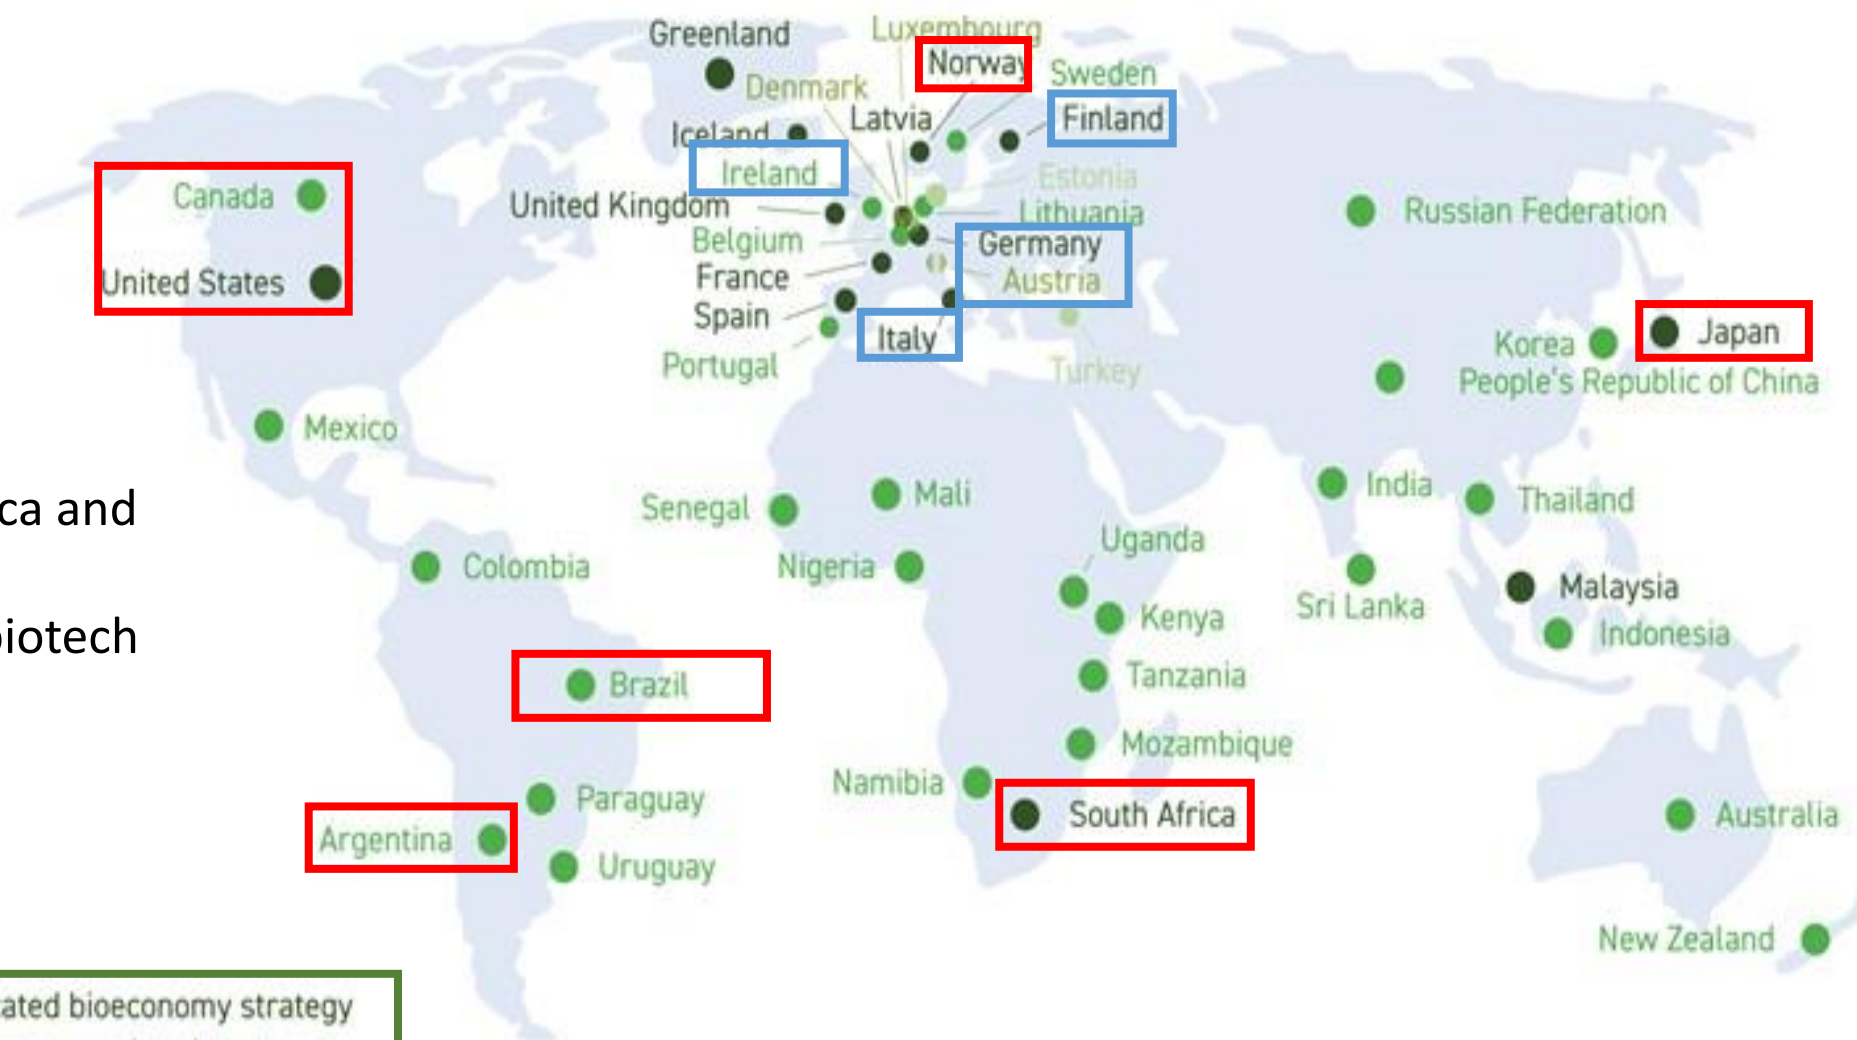 Luxembourg
Greenland
Norway
Sweden
Denmark
Latvia
Finland
Iceland
Ireland
Estonia
Canada
United Kingdom
Lithuania
Russian Federation
Belgium
Germany
France
Austria
United States
Spain
Italy
Japan
Korea
Portugal
Turkey
People's Republic of China
Mexico
India
Mali
Thailand
Senegal
ca and
Uganda
Colombia
Nigeria
Malaysia
Sri Lanka
Kenya
Indonesia
biotech
Tanzania
Brazil
Mozambique
Namibia
Paraguay
South Africa
Australia
Argentina
Uruguay
New Zealand
ated bioeconomy strategy